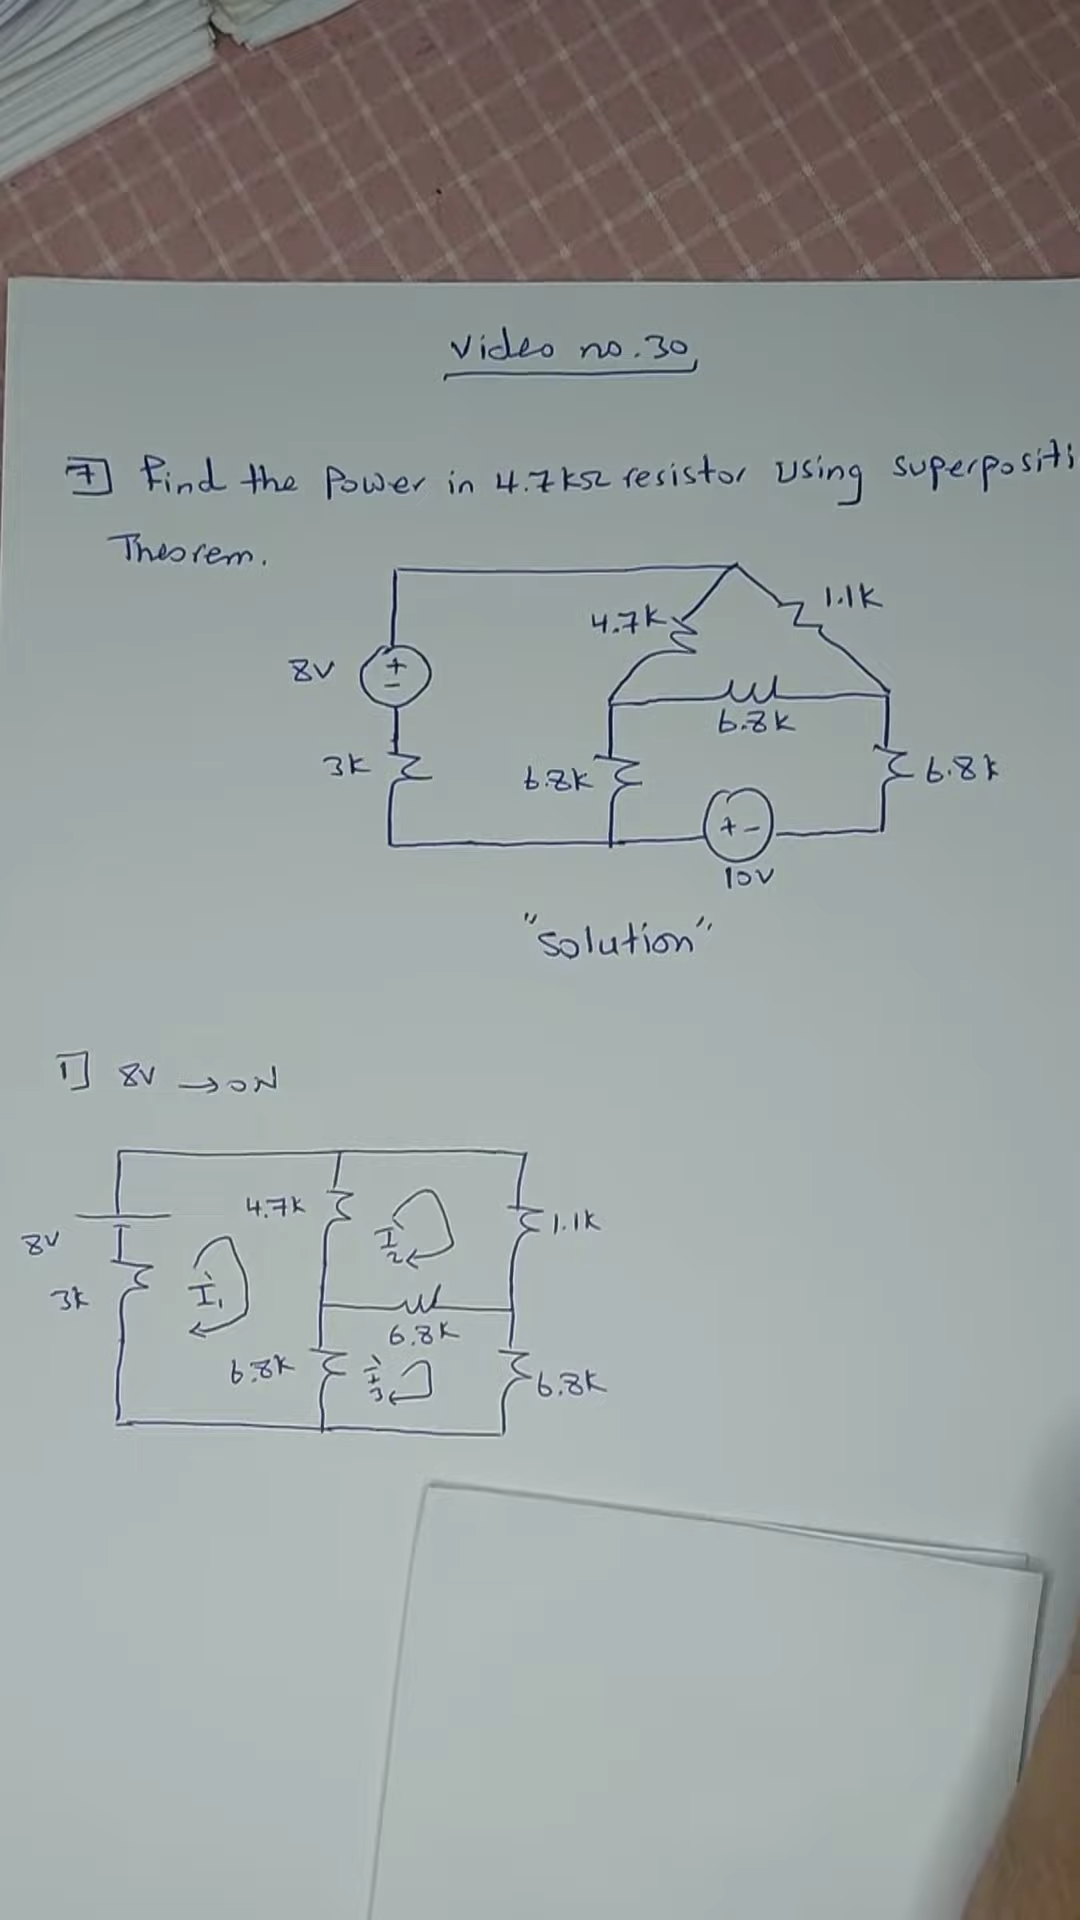 Video no.30
7] Find the Power in 4.7kΩ resistor using superpositi
Theorem.
1.1K
4.7K
8V
+
-
6.8K
3K
6.8K
6.8K
+ -
10V
"solution"
1] 8V → ON
4.7K
I2
1.1K
8V
3K
I1
6.8K
6.8K
I3
6.8K